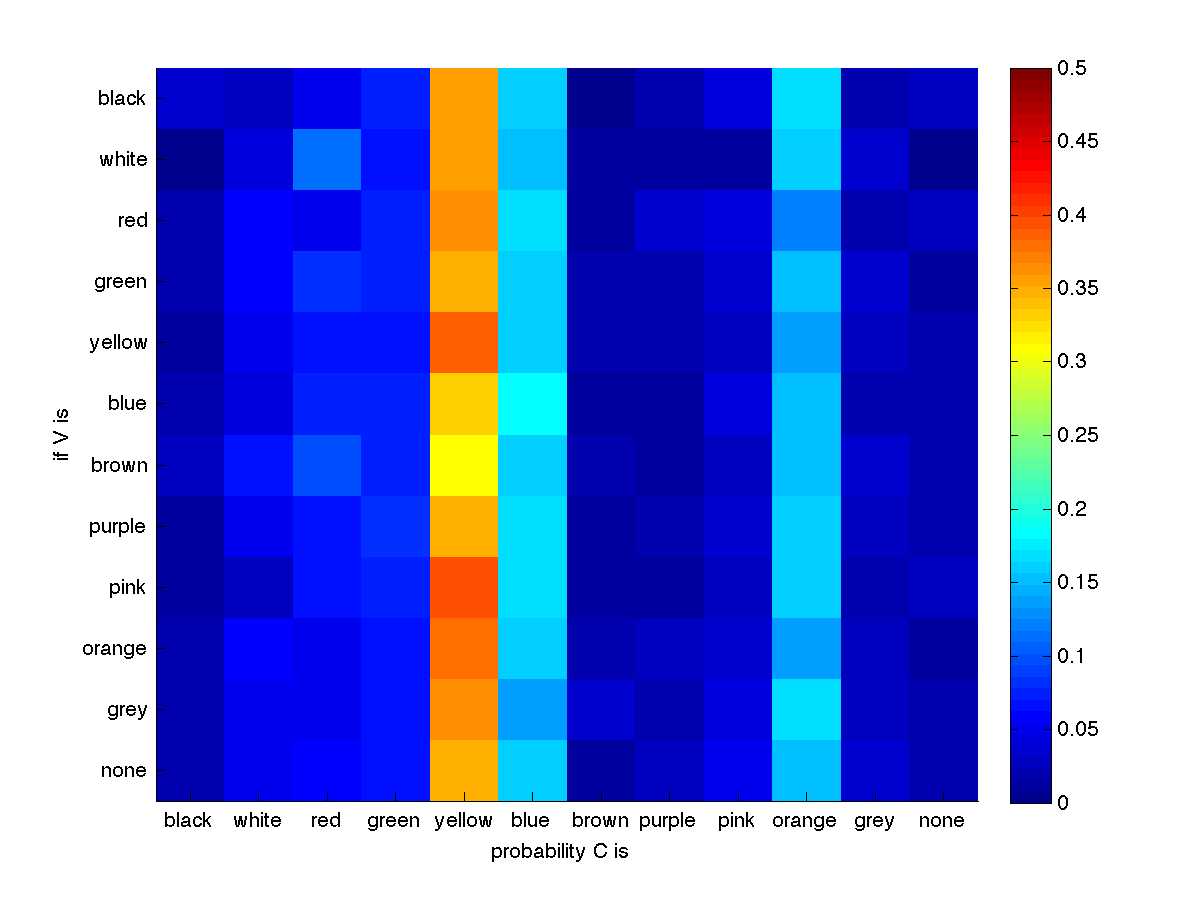 black
white
red
green
yellow
blue
brown
purple
pink
orange
grey
none
if V is
black white red green yellow blue brown purple pink orange grey none
probability C is
0.5
0.45
0.4
0.35
0.3
0.25
0.2
0.15
0.1
0.05
0